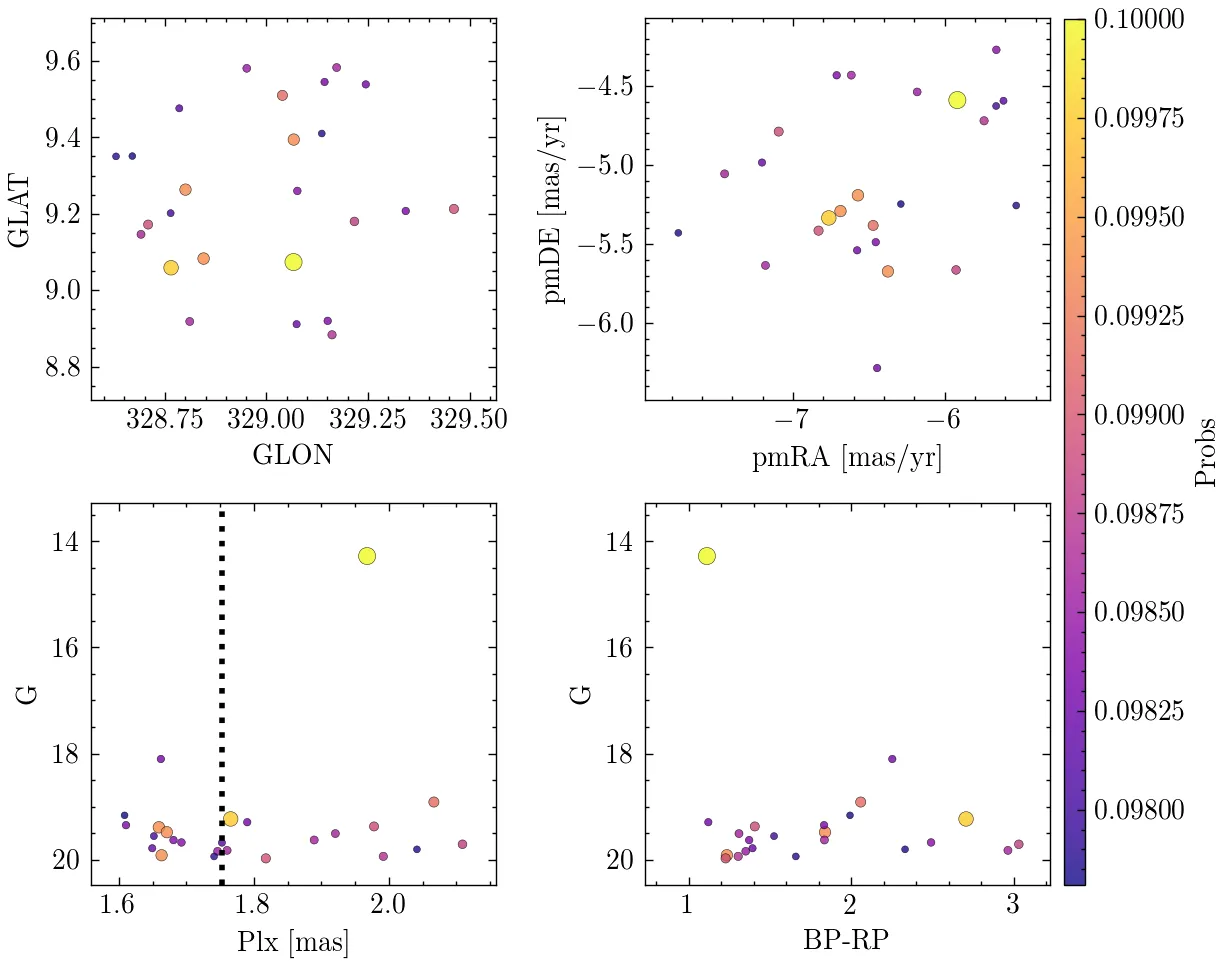 9.6
9.4
9.2
9.0
8.8
GLAT
328.75 329.00 329.25 329.50
GLON
−4.5
−5.0
−5.5
−6.0
pmDE [mas/yr]
−7 −6
pmRA [mas/yr]
14
16
18
20
G
1.6 1.8 2.0
Plx [mas]
14
16
18
20
G
1 2 3
BP-RP
0.10000
0.09975
0.09950
0.09925
0.09900
0.09875
0.09850
0.09825
0.09800
Probs